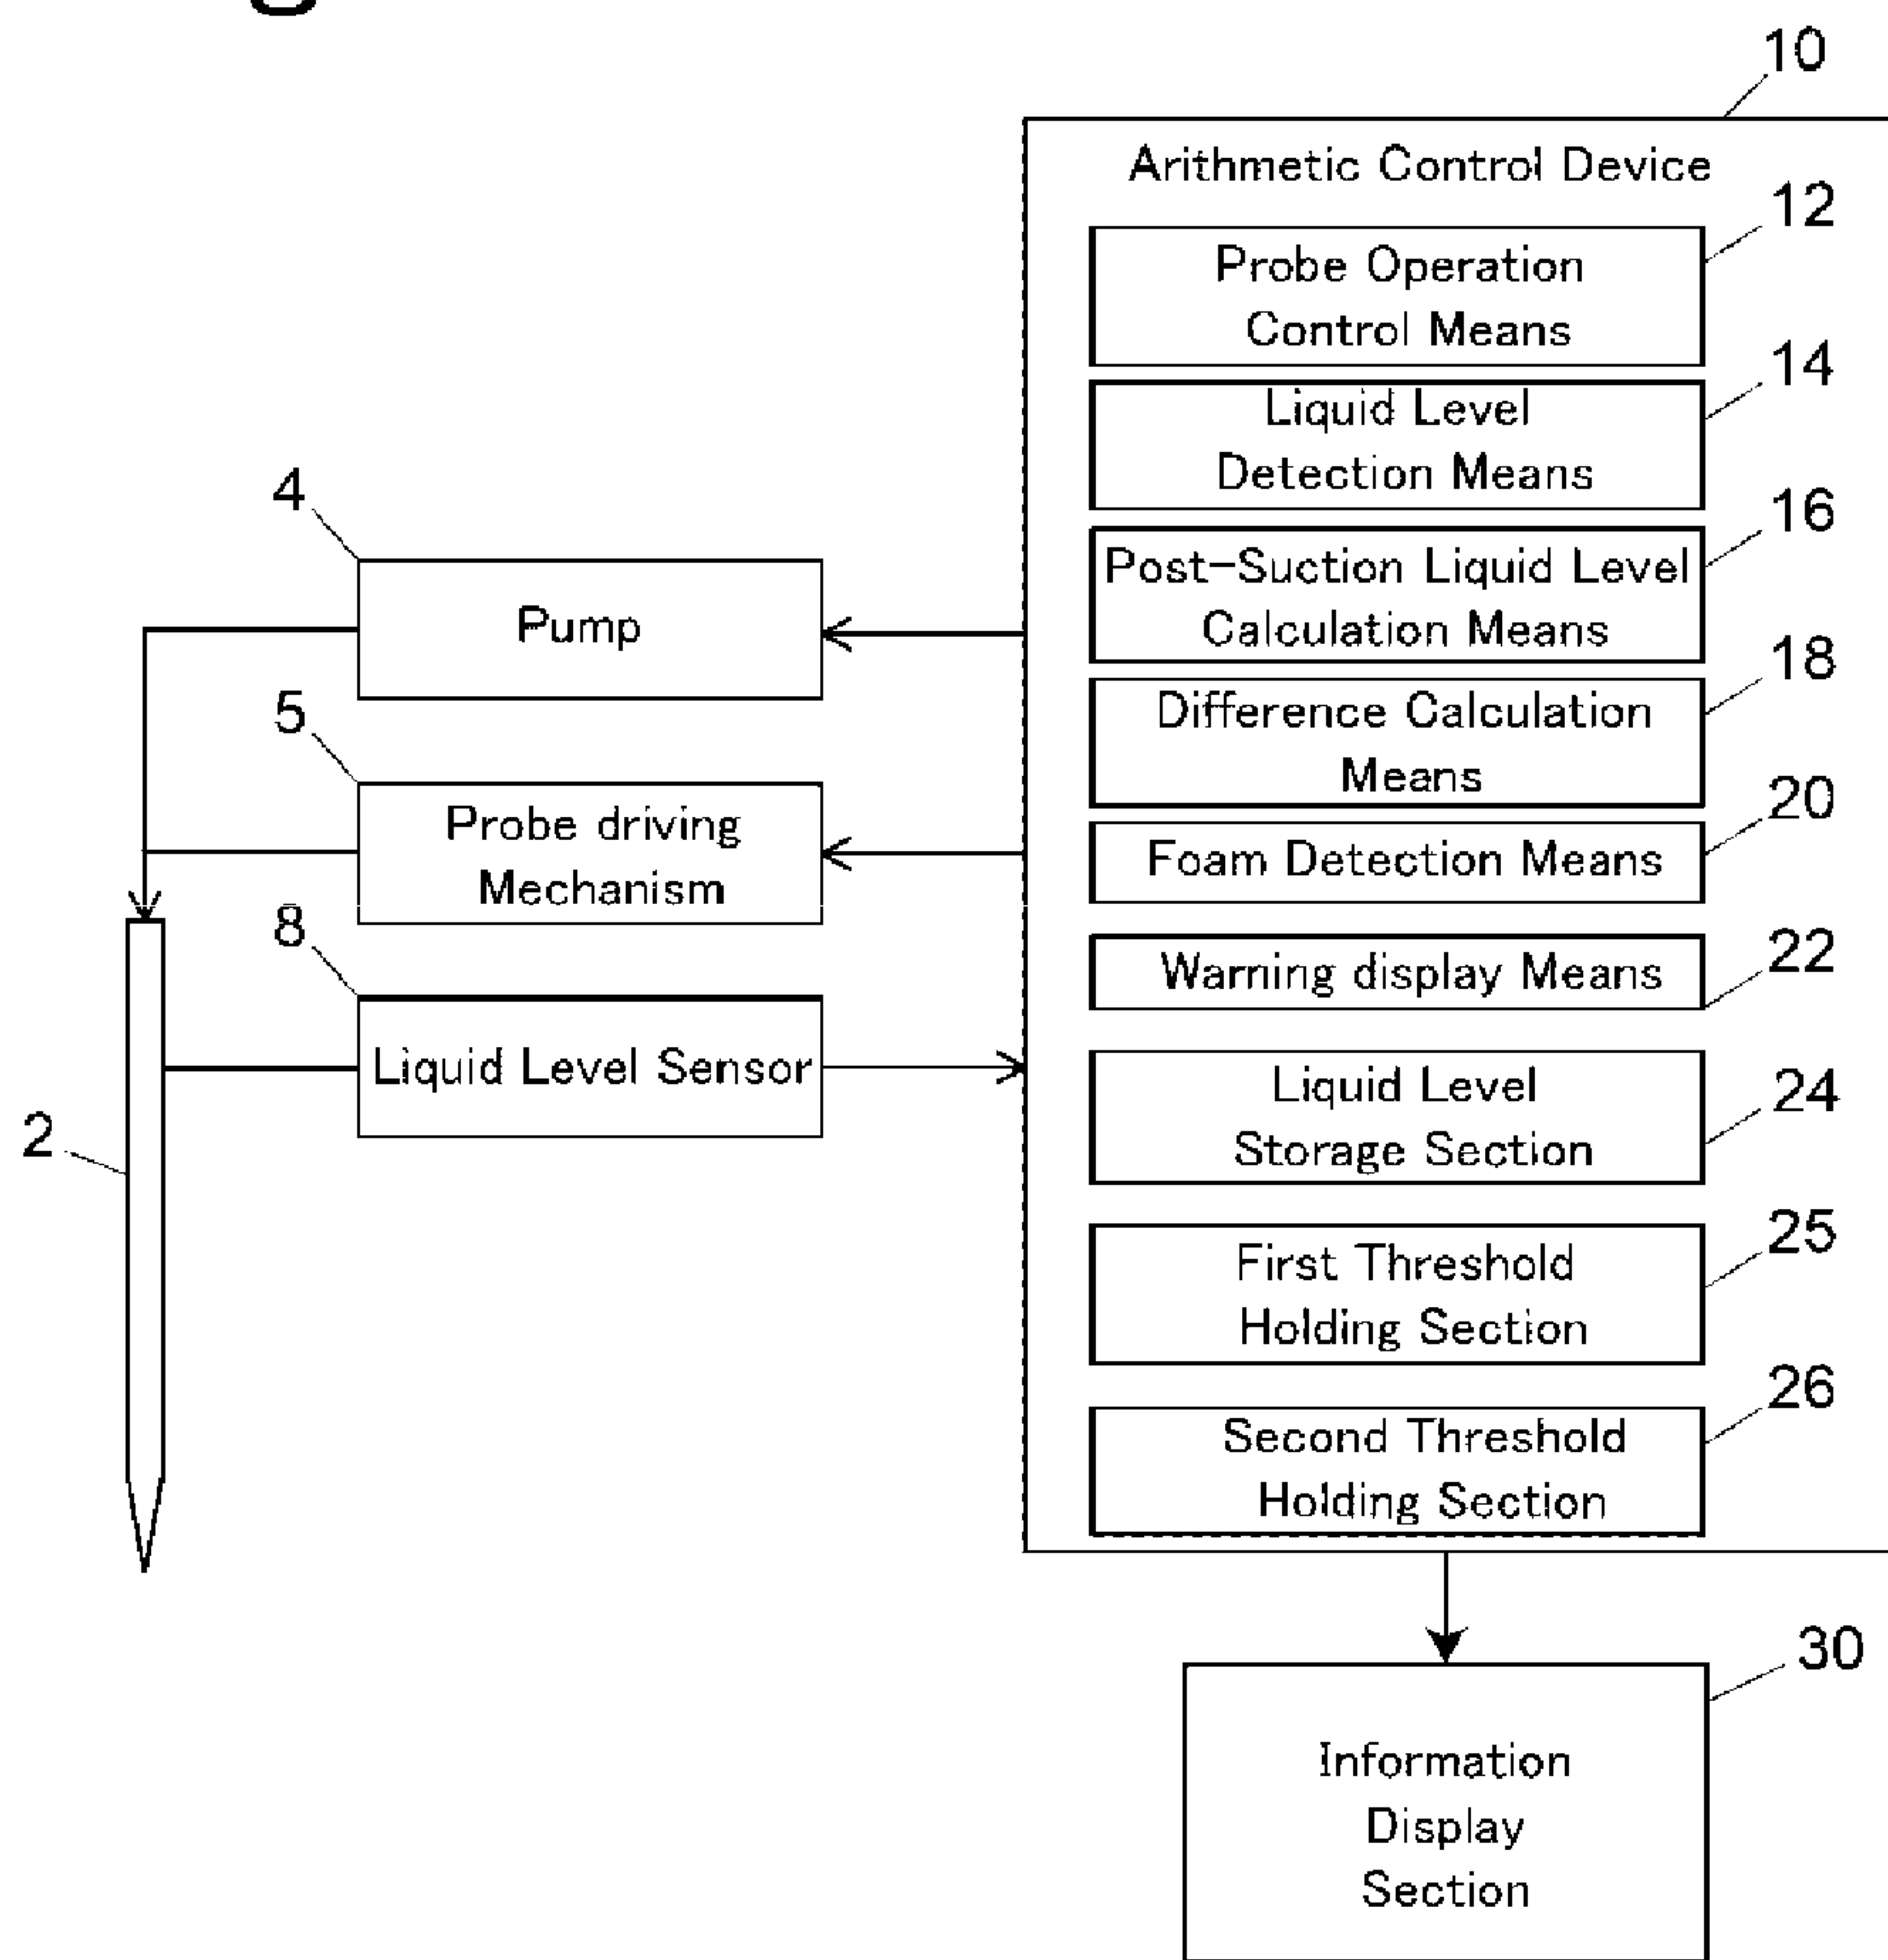 10
Arithmetic Control Device
12
Probe Operation
Control Means
14
Liquid Level
Detection Means
16
Post-Suction Liquid Level
Calculation Means
18
Difference Calculation
Means
20
Foam Detection Means
22
Warning display Means
24
Liquid Level
Storage Section
25
First Threshold
Holding Section
26
Second Threshold
Holding Section
4
Pump
5
Probe driving
Mechanism
8
Liquid Level Sensor
2
30
Information
Display
Section